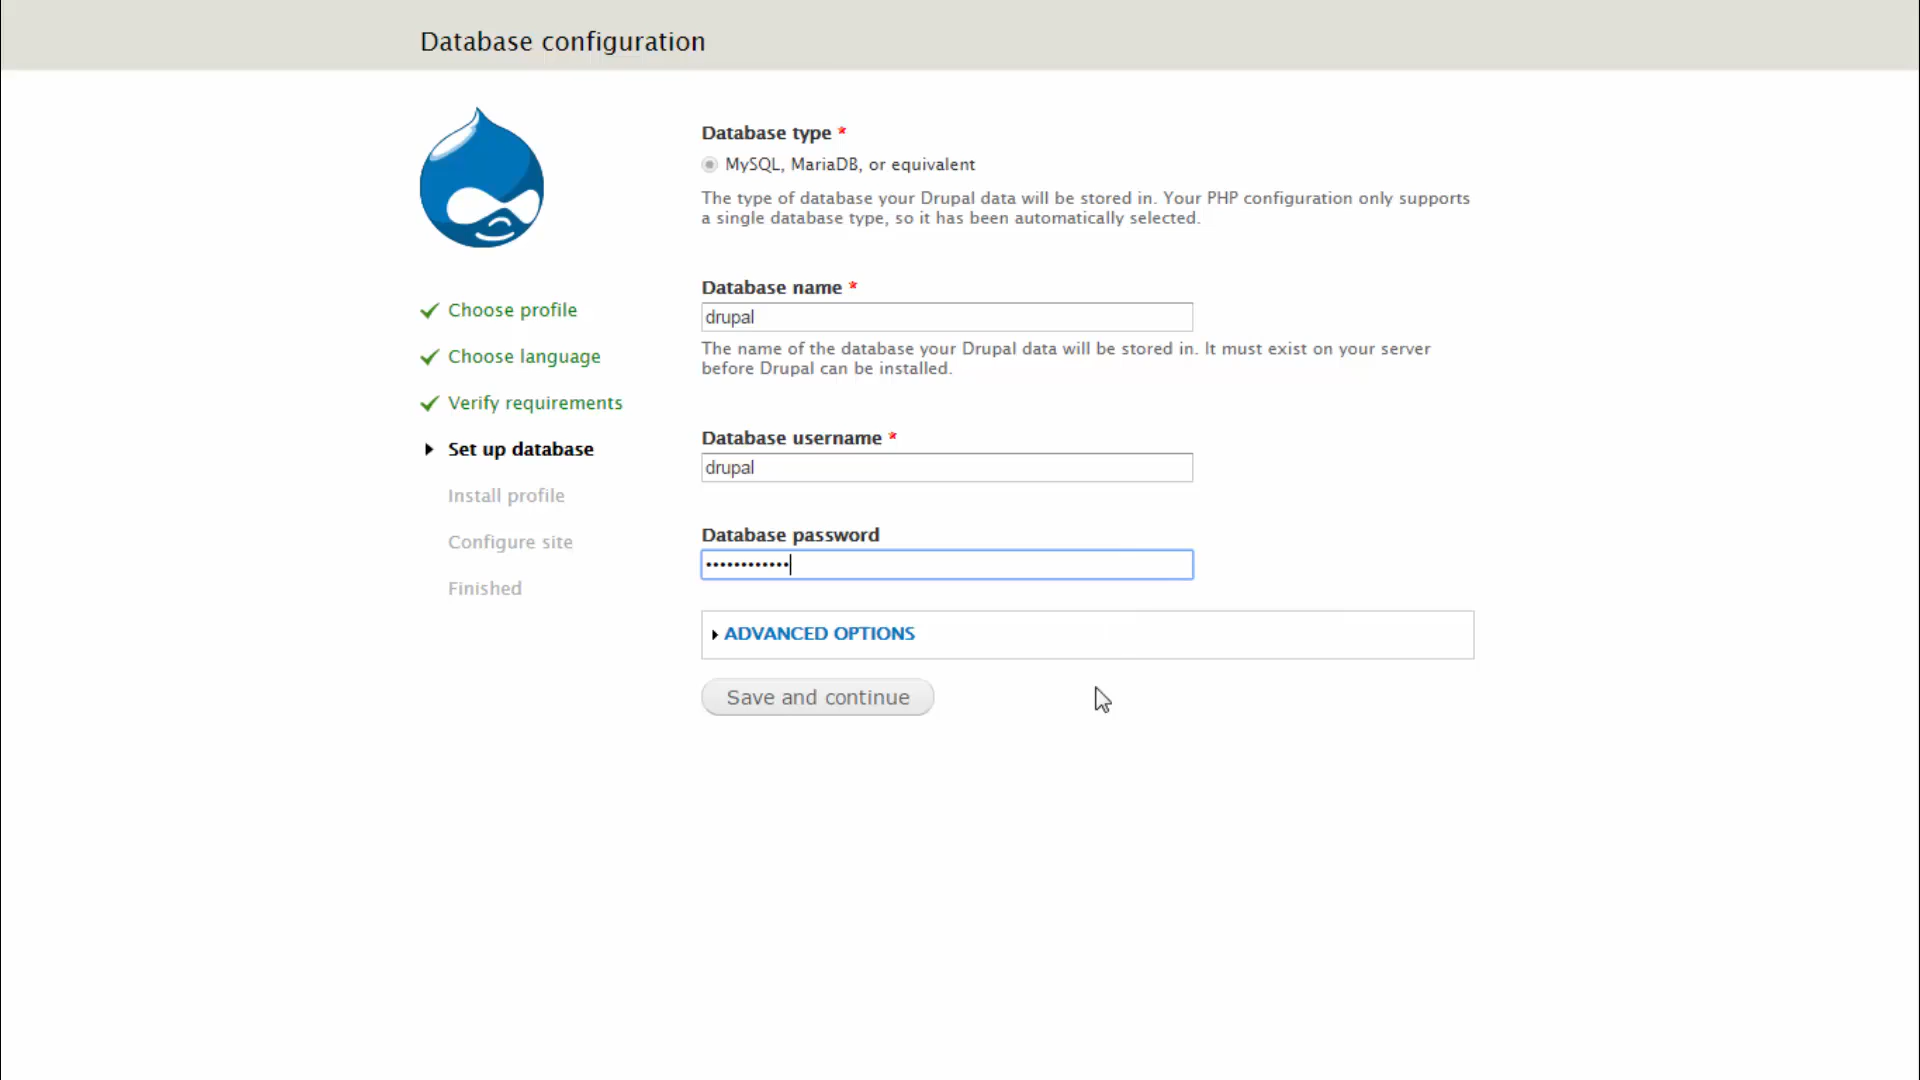 Database configuration
Choose profile
Choose language
Verify requirements
Set up database
Install profile
Configure site
Finished
Database type *
MySQL, MariaDB, or equivalent
The type of database your Drupal data will be stored in. Your PHP configuration only supports
a single database type, so it has been automatically selected.
Database name *
drupal
The name of the database your Drupal data will be stored in. It must exist on your server
before Drupal can be installed.
Database username *
drupal
Database password
••••••••••••
ADVANCED OPTIONS
Save and continue